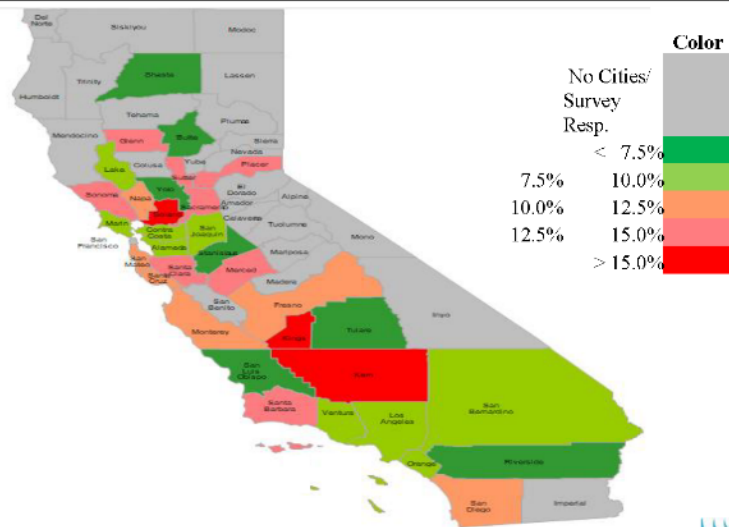 Del
Norte
Siskiyou
Modoc
Shasta
Trinity
Lassen
Humboldt
Tehama
Plumas
Butte
Mendocino
Glenn
Sierra
Nevada
Yuba
Placer
Colusa
Lake
Sutter
Yolo
El
Dorado
Sonoma
Napa
Sacramento
Amador
Alpine
Solano
Calaveras
Marin
Contra
Costa
San
Joaquin
Tuolumne
San
Francisco
Alameda
Mono
Stanislaus
Mariposa
San
Mateo
Santa
Clara
Merced
Santa
Cruz
Madera
San
Benito
Fresno
Inyo
Monterey
Kings
Tulare
San
Luis
Obispo
Kern
San
Bernardino
Santa
Barbara
Ventura
Los
Angeles
Orange
Riverside
San
Diego
Imperial
Color
No Cities/
Survey
Resp.
< 7.5%
7.5% 10.0%
10.0% 12.5%
12.5% 15.0%
> 15.0%